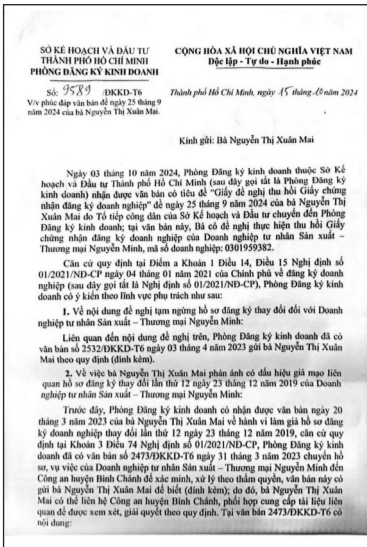 SỞ KẾ HOẠCH VÀ ĐẦU TƯ
THÀNH PHỐ HỒ CHÍ MINH
PHÒNG ĐĂNG KÝ KINH DOANH
CỘNG HÒA XÃ HỘI CHỦ NGHĨA VIỆT NAM
Độc lập - Tự do - Hạnh phúc
Số: 9589 /ĐKKD-T6
V/v phúc đáp văn bản đề ngày 25 tháng 9
năm 2024 của bà Nguyễn Thị Xuân Mai.
Thành phố Hồ Chí Minh, ngày 15 tháng 10 năm 2024
Kính gửi: Bà Nguyễn Thị Xuân Mai
Ngày 03 tháng 10 năm 2024, Phòng Đăng ký kinh doanh thuộc Sở Kế
hoạch và Đầu tư Thành phố Hồ Chí Minh (sau đây gọi tắt là Phòng Đăng ký
kinh doanh) nhận được văn bản có tiêu đề "Giấy đề nghị thu hồi Giấy chứng
nhận đăng ký doanh nghiệp" đề ngày 25 tháng 9 năm 2024 của bà Nguyễn Thị
Xuân Mai do Tổ tiếp công dân của Sở Kế hoạch và Đầu tư chuyển đến Phòng
Đăng ký kinh doanh; tại văn bản này, Bà có đề nghị thực hiện thu hồi Giấy
chứng nhận đăng ký doanh nghiệp của Doanh nghiệp tư nhân Sản xuất –
Thương mại Nguyễn Minh, mã số doanh nghiệp: 0301959382.
Căn cứ quy định tại Điểm a Khoản 1 Điều 14, Điều 15 Nghị định số
01/2021/NĐ-CP ngày 04 tháng 01 năm 2021 của Chính phủ về đăng ký doanh
nghiệp (sau đây gọi tắt là Nghị định số 01/2021/NĐ-CP), Phòng Đăng ký kinh
doanh có ý kiến theo lĩnh vực phụ trách như sau:
1. Về nội dung đề nghị tạm ngừng hồ sơ đăng ký thay đổi đối với Doanh
nghiệp tư nhân Sản xuất – Thương mại Nguyễn Minh:
Liên quan đến nội dung đề nghị trên, Phòng Đăng ký kinh doanh đã có
văn bản số 2532/ĐKKD-T6 ngày 03 tháng 4 năm 2023 gửi bà Nguyễn Thị Xuân
Mai theo quy định (đính kèm).
2. Về việc bà Nguyễn Thị Xuân Mai phản ánh có dấu hiệu giả mạo liên
quan hồ sơ đăng ký thay đổi lần thứ 12 ngày 23 tháng 12 năm 2019 của Doanh
nghiệp tư nhân Sản xuất – Thương mại Nguyễn Minh:
Trước đây, Phòng Đăng ký kinh doanh có nhận được văn bản ngày 20
tháng 3 năm 2023 của bà Nguyễn Thị Xuân Mai về hành vi làm giả hồ sơ đăng
ký doanh nghiệp thay đổi lần thứ 12 ngày 23 tháng 12 năm 2019, căn cứ quy
định tại Khoản 3 Điều 74 Nghị định số 01/2021/NĐ-CP, Phòng Đăng ký kinh
doanh đã có văn bản số 2473/ĐKKD-T6 ngày 31 tháng 3 năm 2023 chuyển hồ
sơ, vụ việc của Doanh nghiệp tư nhân Sản xuất – Thương mại Nguyễn Minh đến
Công an huyện Bình Chánh để xác minh, xử lý theo thẩm quyền, văn bản này có
gửi bà Nguyễn Thị Xuân Mai để biết (đính kèm); do đó, bà Nguyễn Thị Xuân
Mai có thể liên hệ Công an huyện Bình Chánh, phối hợp cung cấp tài liệu liên
quan để được xem xét, giải quyết theo quy định. Tại văn bản 2473/ĐKKD-T6 có
nội dung: